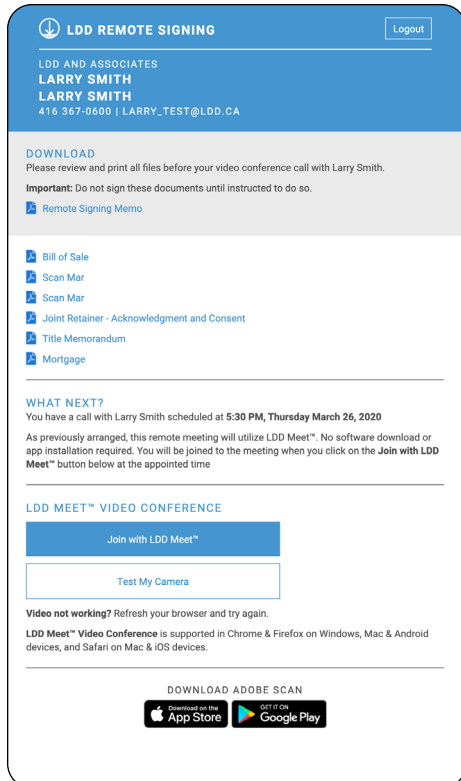 LDD REMOTE SIGNING
Logout
LDD AND ASSOCIATES
LARRY SMITH
LARRY SMITH
416 367-0600 | LARRY_TEST@LDD.CA
DOWNLOAD
Please review and print all files before your video conference call with Larry Smith.
Important: Do not sign these documents until instructed to do so.
Remote Signing Memo
Bill of Sale
Scan Mar
Scan Mar
Joint Retainer - Acknowledgment and Consent
Title Memorandum
Mortgage
WHAT NEXT?
You have a call with Larry Smith scheduled at 5:30 PM, Thursday March 26, 2020
As previously arranged, this remote meeting will utilize LDD Meet™. No software download or
app installation required. You will be joined to the meeting when you click on the Join with LDD
Meet™ button below at the appointed time
LDD MEET™ VIDEO CONFERENCE
Join with LDD Meet™
Test My Camera
Video not working? Refresh your browser and try again.
LDD Meet™ Video Conference is supported in Chrome & Firefox on Windows, Mac & Android
devices, and Safari on Mac & iOS devices.
DOWNLOAD ADOBE SCAN
Download on the
App Store
GET IT ON
Google Play